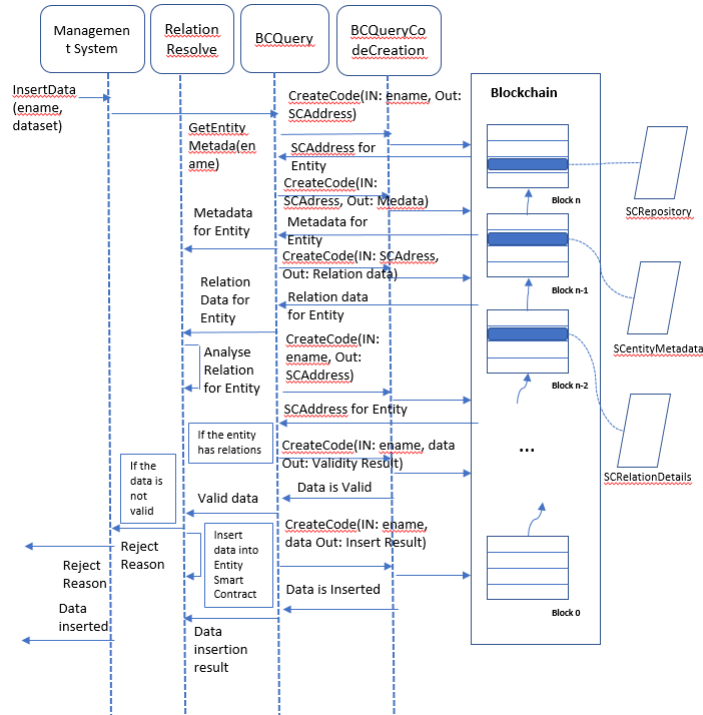 Managemen
t System
Relation
Resolve
BCQuery
BCQueryCo
deCreation
InsertData
(ename,
dataset)
CreateCode(IN: ename, Out:
SCAddress)
Blockchain
GetEntity
Metada(en
ame)
SCAddress for
Entity
CreateCode(IN:
SCAdress, Out: Medata)
Block n
SCRepository
Metadata
for Entity
Metadata for
Entity
CreateCode(IN: SCAdress,
Out: Relation data)
Relation
Data for
Entity
Relation data
for Entity
Block n-1
SCentityMetadata
Analyse
Relation
for Entity
CreateCode(IN:
ename, Out:
SCAddress)
Block n-2
SCAddress for Entity
If the entity
has relations
CreateCode(IN: ename, data
Out: Validity Result)
...
SCRelationDetails
If the
data is
not
valid
Data is Valid
Valid data
Insert
data into
Entity
Smart
Contract
CreateCode(IN: ename,
data Out: Insert Result)
Reject
Reason
Reject
Reason
Data is Inserted
Data
inserted
Block 0
Data
insertion
result